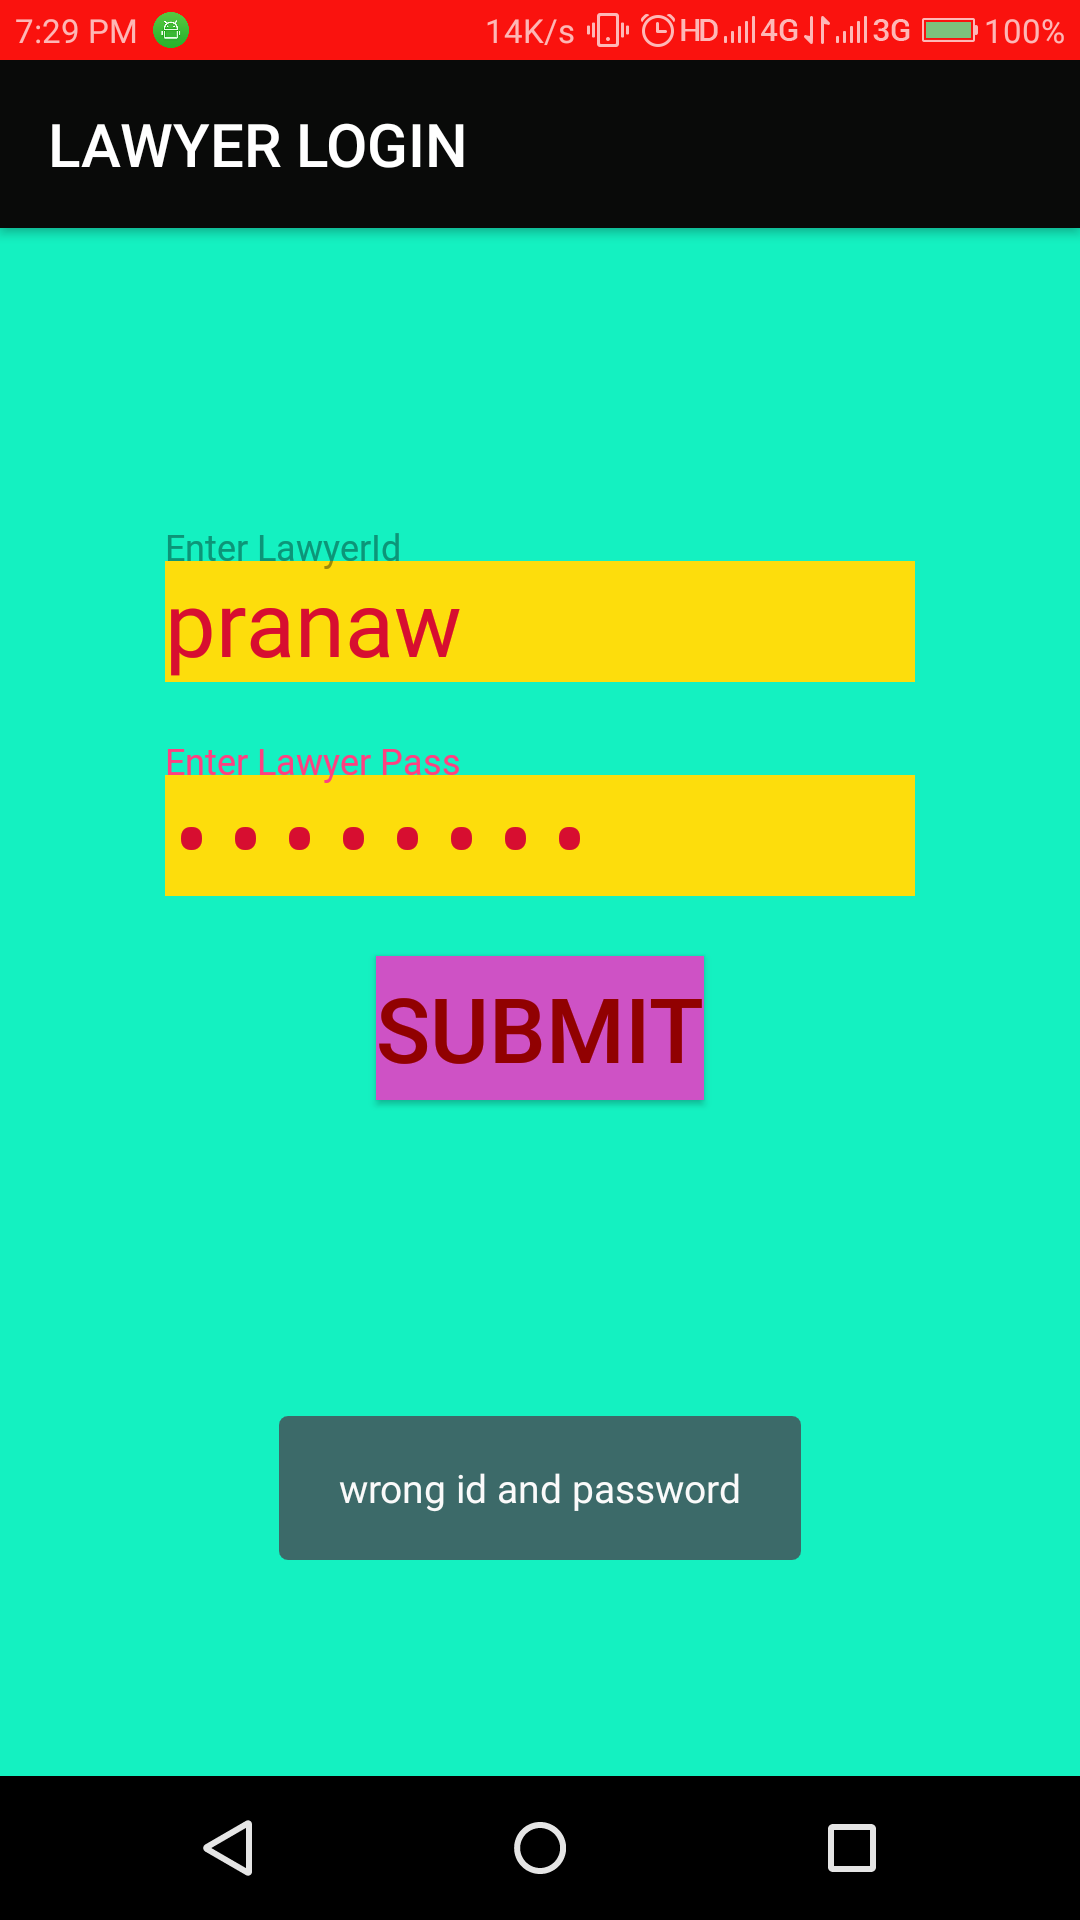 7:29 PM 14K/s HD 4G 3G 100%
LAWYER LOGIN
Enter LawyerId
pranaw
Enter Lawyer Pass
SUBMIT
wrong id and password